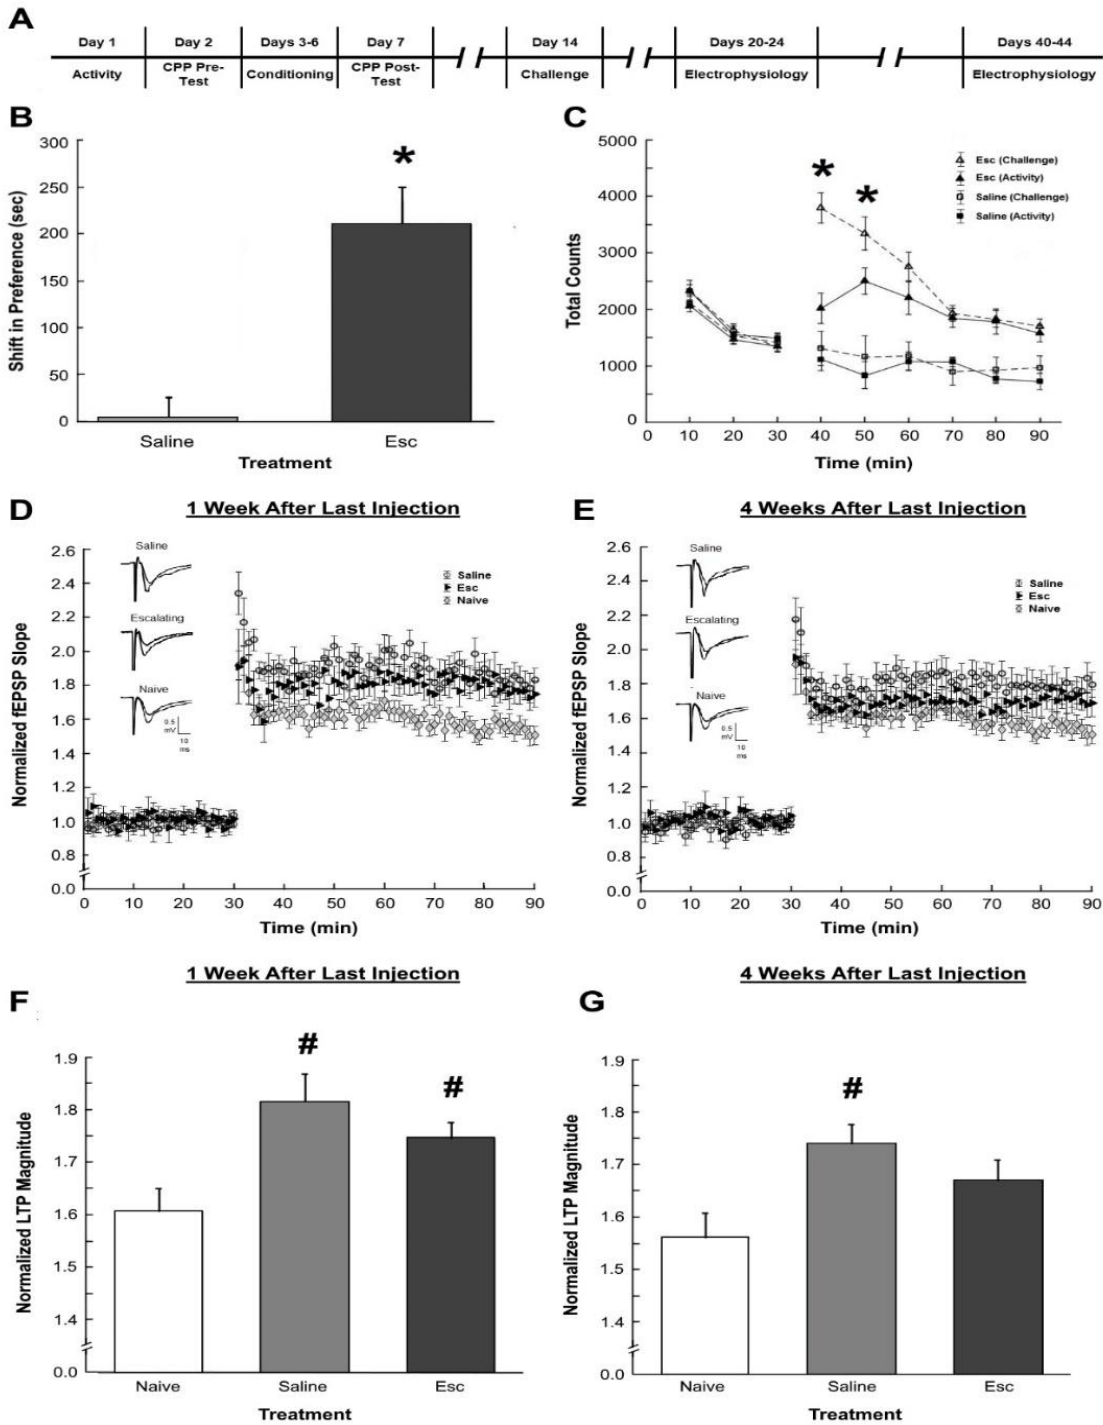 A
Day 1 Day 2 Days 3-6 Day 7 Day 14 Days 20-24 Days 40-44
Activity CPP Pre-Test Conditioning CPP Post-Test Challenge Electrophysiology Electrophysiology
B
Shift in Preference (sec)
300
250
200
150
100
50
0
*
Saline Esc
Treatment
C
Total Counts
5000
4000
3000
2000
1000
0
* *
Esc (Challenge)
Esc (Activity)
Saline (Challenge)
Saline (Activity)
0 10 20 30 40 50 60 70 80 90
Time (min)
D
1 Week After Last Injection
Normalized fEPSP Slope
2.6
2.4
2.2
2.0
1.8
1.6
1.4
1.2
1.0
0.8
0.0
Saline
Escalating
Naive
0.5
mV
10
ms
Saline
Esc
Naive
0 10 20 30 40 50 60 70 80 90
Time (min)
E
4 Weeks After Last Injection
Normalized fEPSP Slope
2.6
2.4
2.2
2.0
1.8
1.6
1.4
1.2
1.0
0.8
0.0
Saline
Escalating
Naive
0.5
mV
10
ms
Saline
Esc
Naive
0 10 20 30 40 50 60 70 80 90
Time (min)
F
1 Week After Last Injection
Normalized LTP Magnitude
1.9
1.8
1.7
1.6
1.5
1.4
0.0
# #
Naive Saline Esc
Treatment
G
4 Weeks After Last Injection
Normalized LTP Magnitude
1.9
1.8
1.7
1.6
1.5
1.4
0.0
#
Naive Saline Esc
Treatment